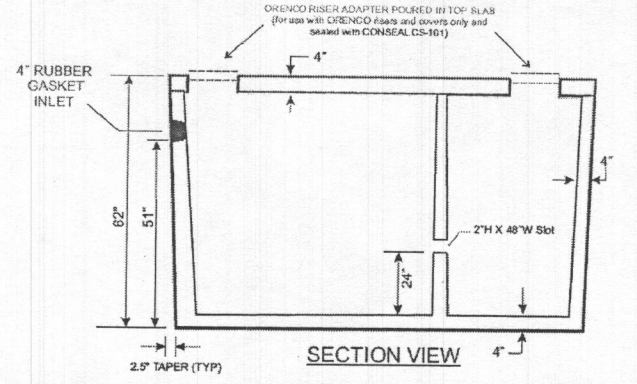 ORENCO RISER ADAPTER POURED IN TOP SLAB
(for use with ORENCO risers and covers only and
sealed with CONSEAL CS-101)
4"
4" RUBBER
GASKET
INLET
4"
62"
51"
2"H X 48"W Slot
24"
2.5" TAPER (TYP)
SECTION VIEW
4"